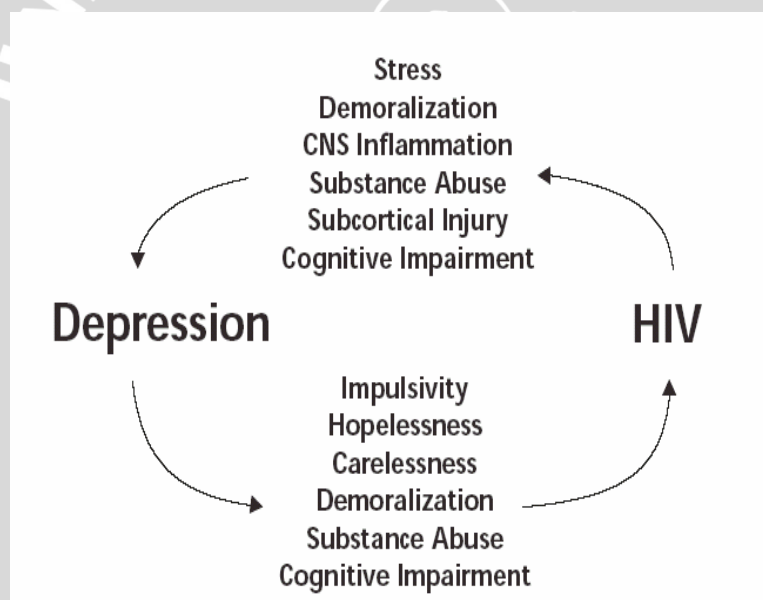 Stress
Demoralization
CNS Inflammation
Substance Abuse
Subcortical Injury
Cognitive Impairment
Depression
HIV
Impulsivity
Hopelessness
Carelessness
Demoralization
Substance Abuse
Cognitive Impairment